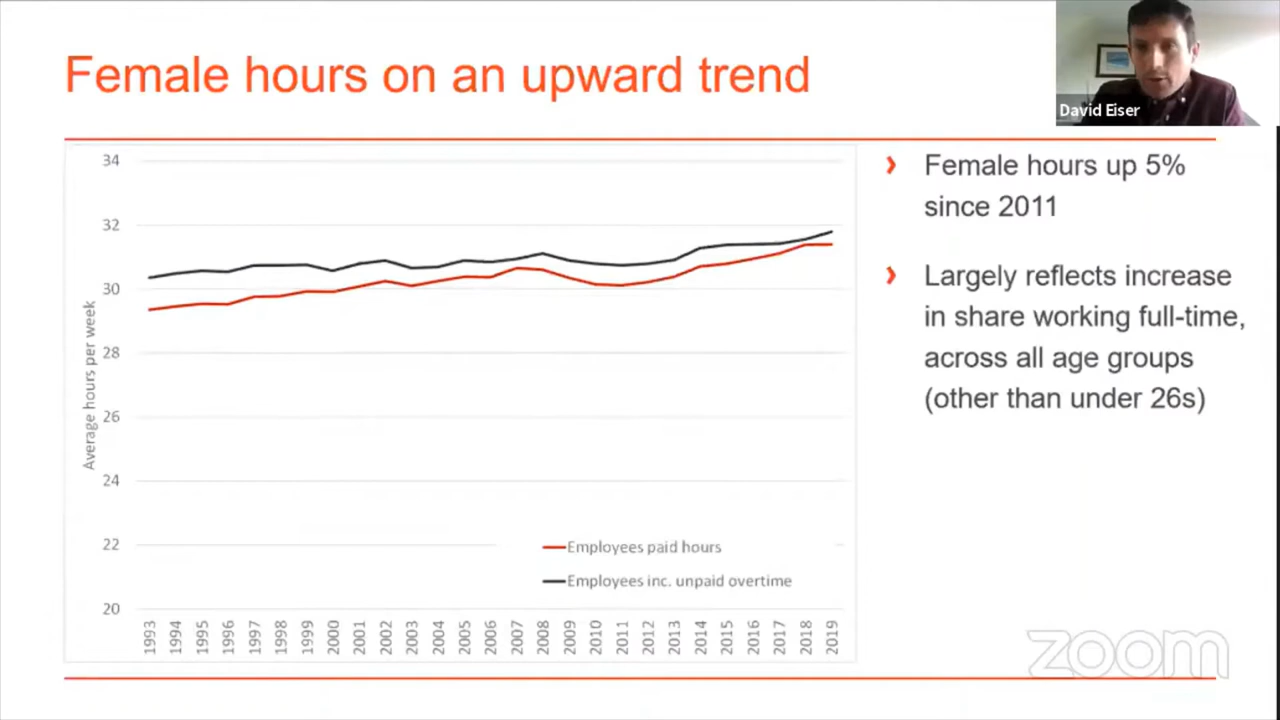 Female hours on an upward trend
David Eiser
34
32
30
28
26
24
22
20
Average hours per week
Employees paid hours
Employees inc. unpaid overtime
1993 1994 1995 1996 1997 1998 1999 2000 2001 2002 2003 2004 2005 2006 2007 2008 2009 2010 2011 2012 2013 2014 2015 2016 2017 2018 2019
› Female hours up 5%
since 2011
› Largely reflects increase
in share working full-time,
across all age groups
(other than under 26s)
zoom